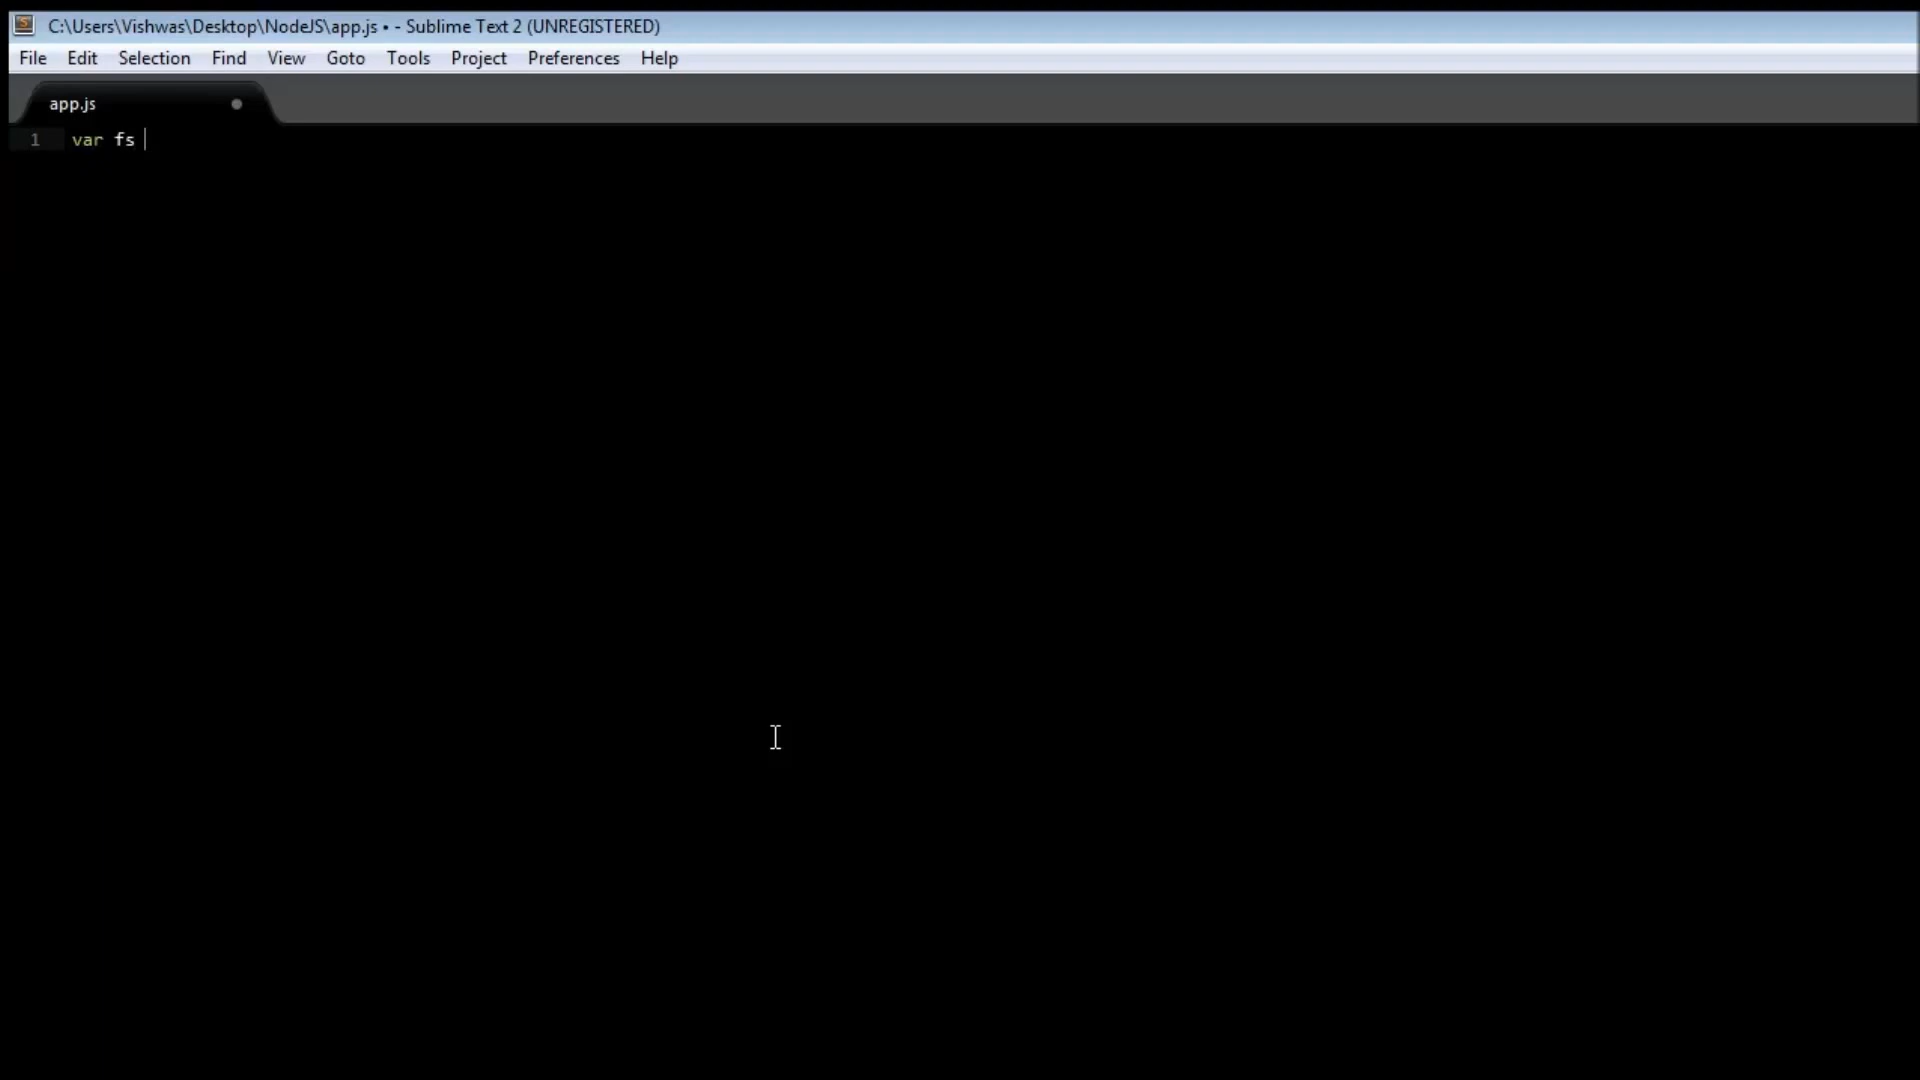 C:\Users\Vishwas\Desktop\NodeJS\app.js • - Sublime Text 2 (UNREGISTERED)
File Edit Selection Find View Goto Tools Project Preferences Help
app.js
1 var fs